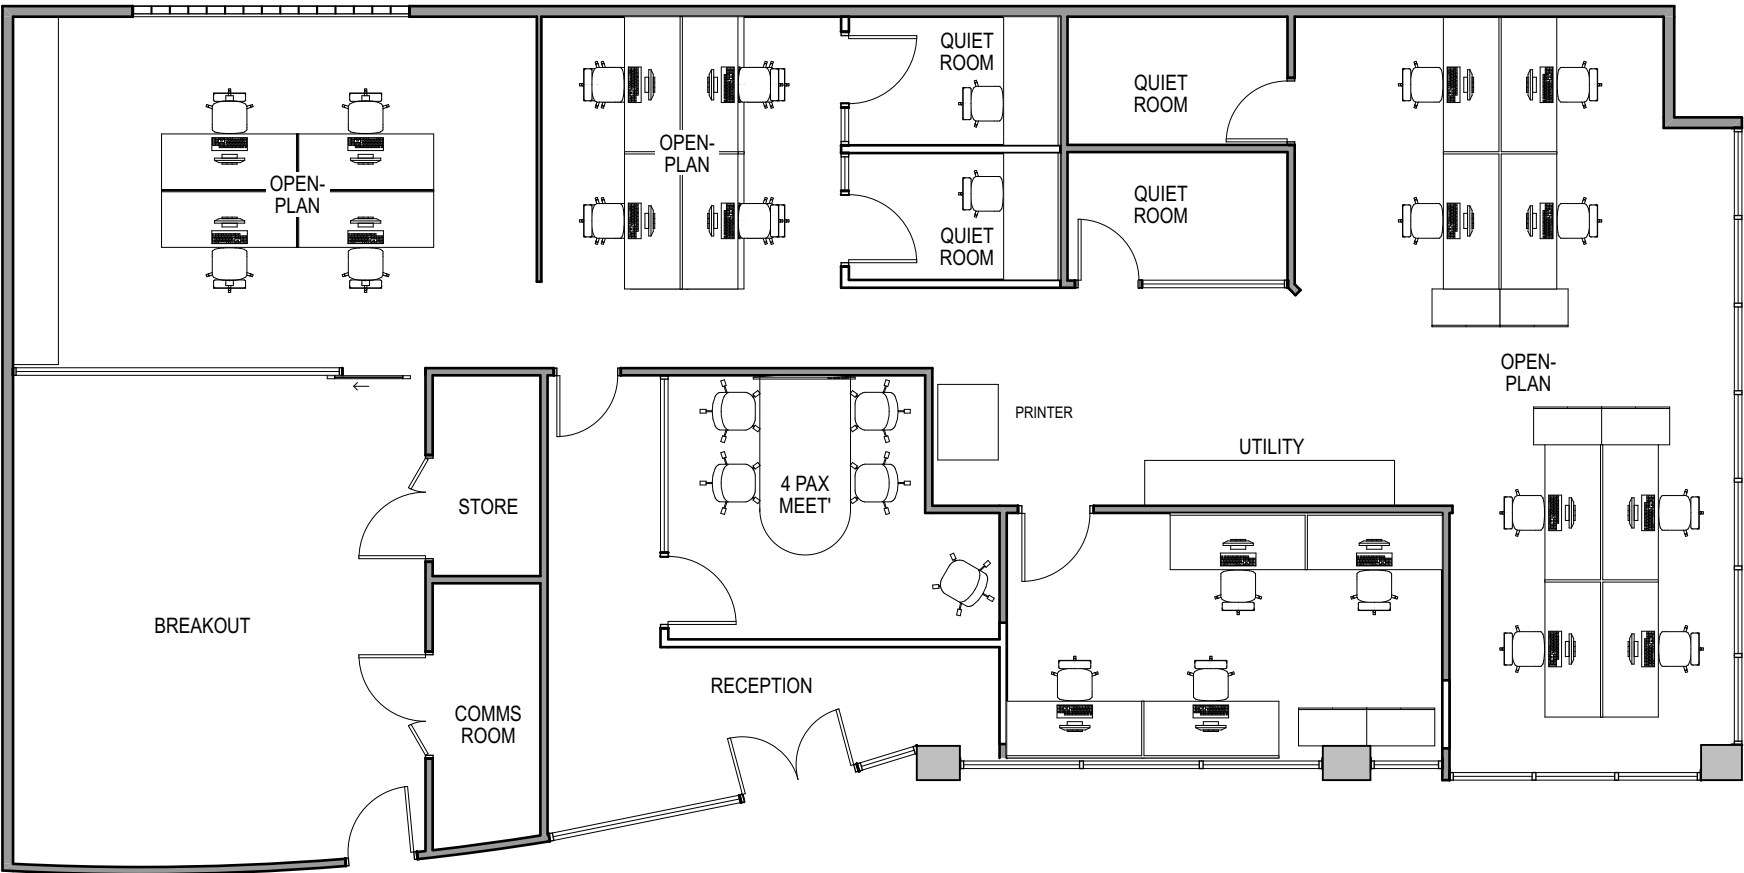 QUIET
ROOM
QUIET
ROOM
OPEN-
PLAN
OPEN-
PLAN
QUIET
ROOM
QUIET
ROOM
OPEN-
PLAN
PRINTER
UTILITY
4 PAX
MEET'
STORE
BREAKOUT
RECEPTION
COMMS
ROOM